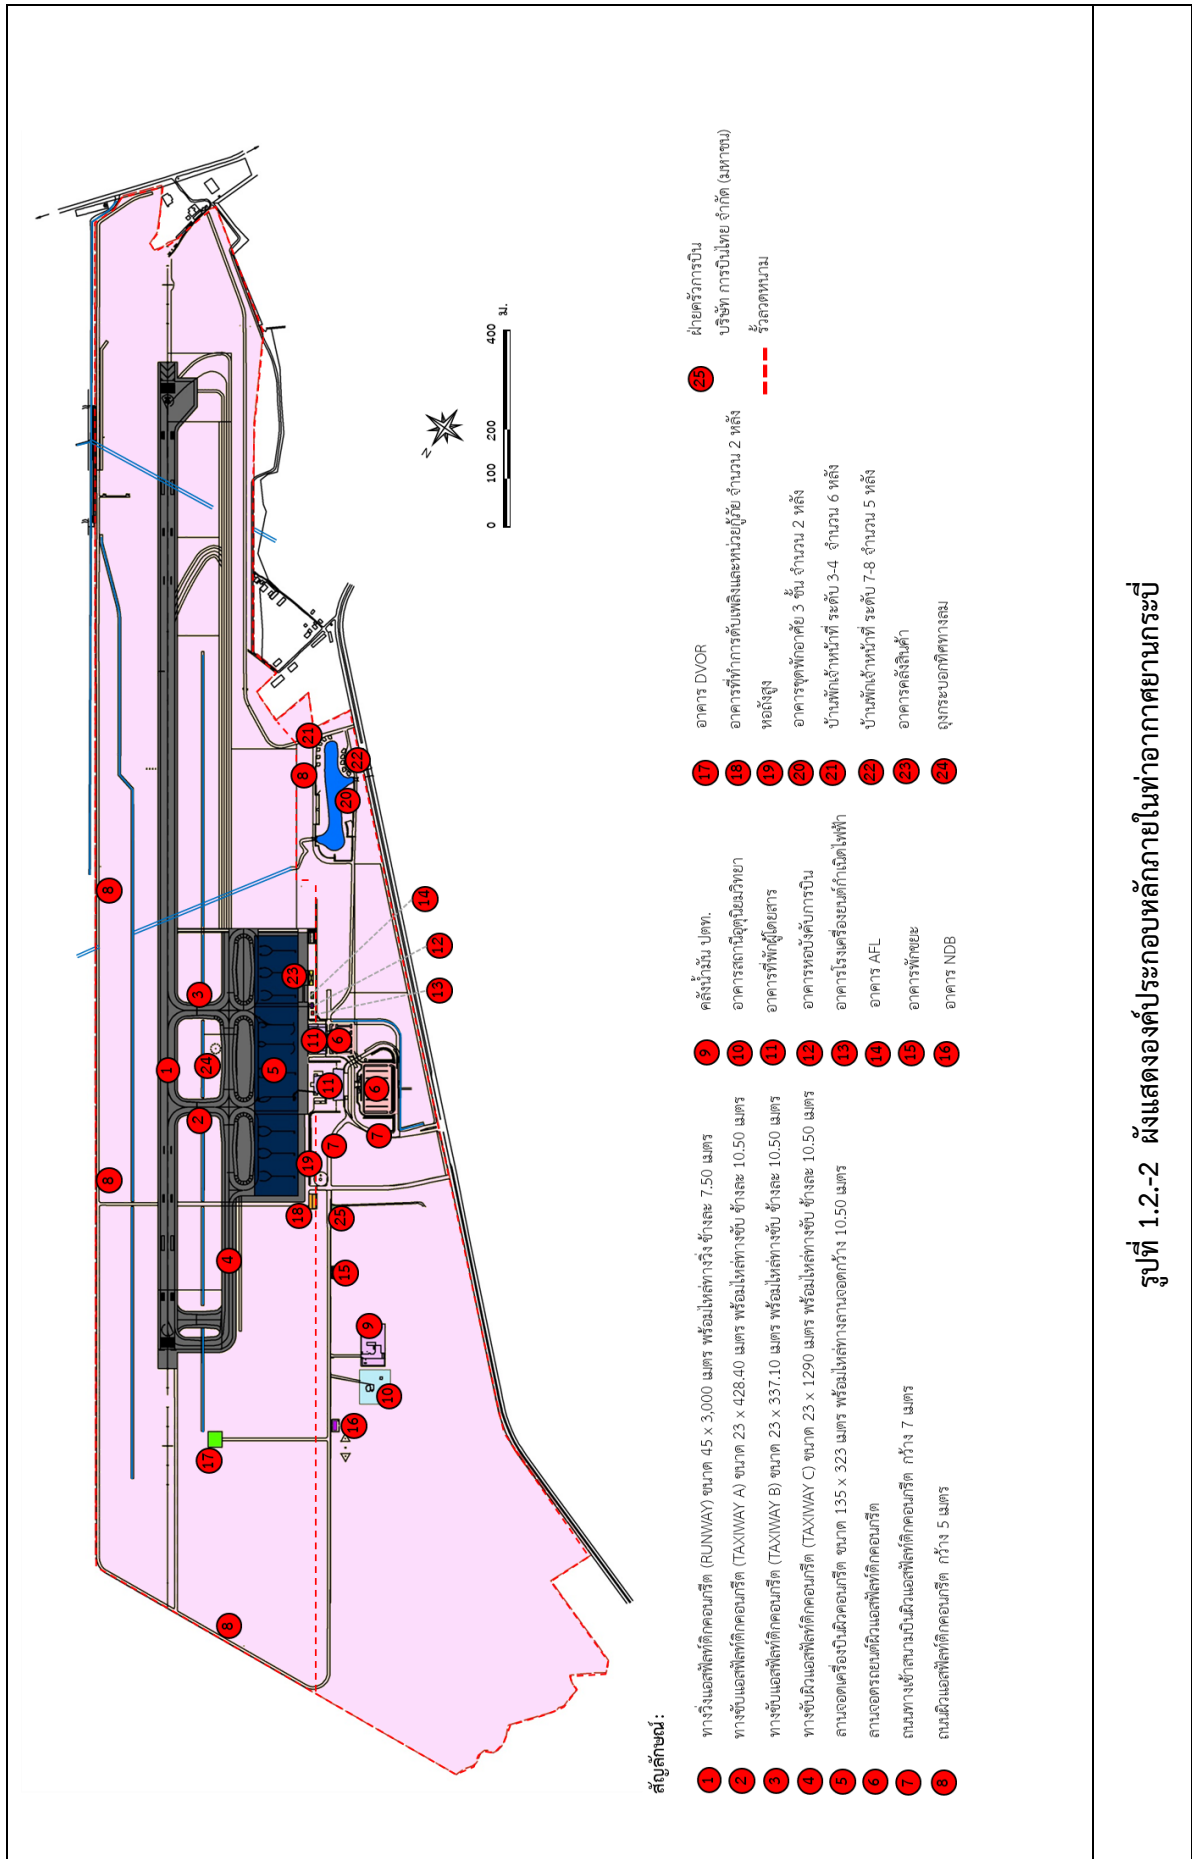 N
0 100 200 400 ม.
1
2
3
4
5
6
6
7
7
8
8
8
8
9
10
11
11
12
13
14
15
16
17
18
19
20
21
22
23
24
25
สัญลักษณ์ :
1 ทางวิ่งแอสฟัลท์ติกคอนกรีต (RUNWAY) ขนาด 45 x 3,000 เมตร พร้อมไหล่ทางวิ่ง ข้างละ 7.50 เมตร
2 ทางขับแอสฟัลท์ติกคอนกรีต (TAXIWAY A) ขนาด 23 x 428.40 เมตร พร้อมไหล่ทางขับ ข้างละ 10.50 เมตร
3 ทางขับแอสฟัลท์ติกคอนกรีต (TAXIWAY B) ขนาด 23 x 337.10 เมตร พร้อมไหล่ทางขับ ข้างละ 10.50 เมตร
4 ทางขับผิวแอสฟัลท์ติกคอนกรีต (TAXIWAY C) ขนาด 23 x 1290 เมตร พร้อมไหล่ทางขับ ข้างละ 10.50 เมตร
5 ลานจอดเครื่องบินผิวคอนกรีต ขนาด 135 x 323 เมตร พร้อมไหล่ทางลานจอดกว้าง 10.50 เมตร
6 ลานจอดรถยนต์ผิวแอสฟัลท์ติกคอนกรีต
7 ถนนทางเข้าสนามบินผิวแอสฟัลท์ติกคอนกรีต กว้าง 7 เมตร
8 ถนนผิวแอสฟัลท์ติกคอนกรีต กว้าง 5 เมตร
9 คลังน้ำมัน ปตท.
10 อาคารสถานีอุตุนิยมวิทยา
11 อาคารที่พักผู้โดยสาร
12 อาคารหอบังคับการบิน
13 อาคารโรงเครื่องยนต์กำเนิดไฟฟ้า
14 อาคาร AFL
15 อาคารพักขยะ
16 อาคาร NDB
17 อาคาร DVOR
18 อาคารที่ทำการดับเพลิงและหน่วยกู้ภัย จำนวน 2 หลัง
19 หอถังสูง
20 อาคารชุดพักอาศัย 3 ชั้น จำนวน 2 หลัง
21 บ้านพักเจ้าหน้าที่ ระดับ 3-4 จำนวน 6 หลัง
22 บ้านพักเจ้าหน้าที่ ระดับ 7-8 จำนวน 5 หลัง
23 อาคารคลังสินค้า
24 ถุงกระบอกทิศทางลม
25 ฝ่ายครัวการบิน
บริษัท การบินไทย จำกัด (มหาชน)
รั้วลวดหนาม
รูปที่ 1.2.-2 ผังแสดงองค์ประกอบหลักภายในท่าอากาศยานกระบี่